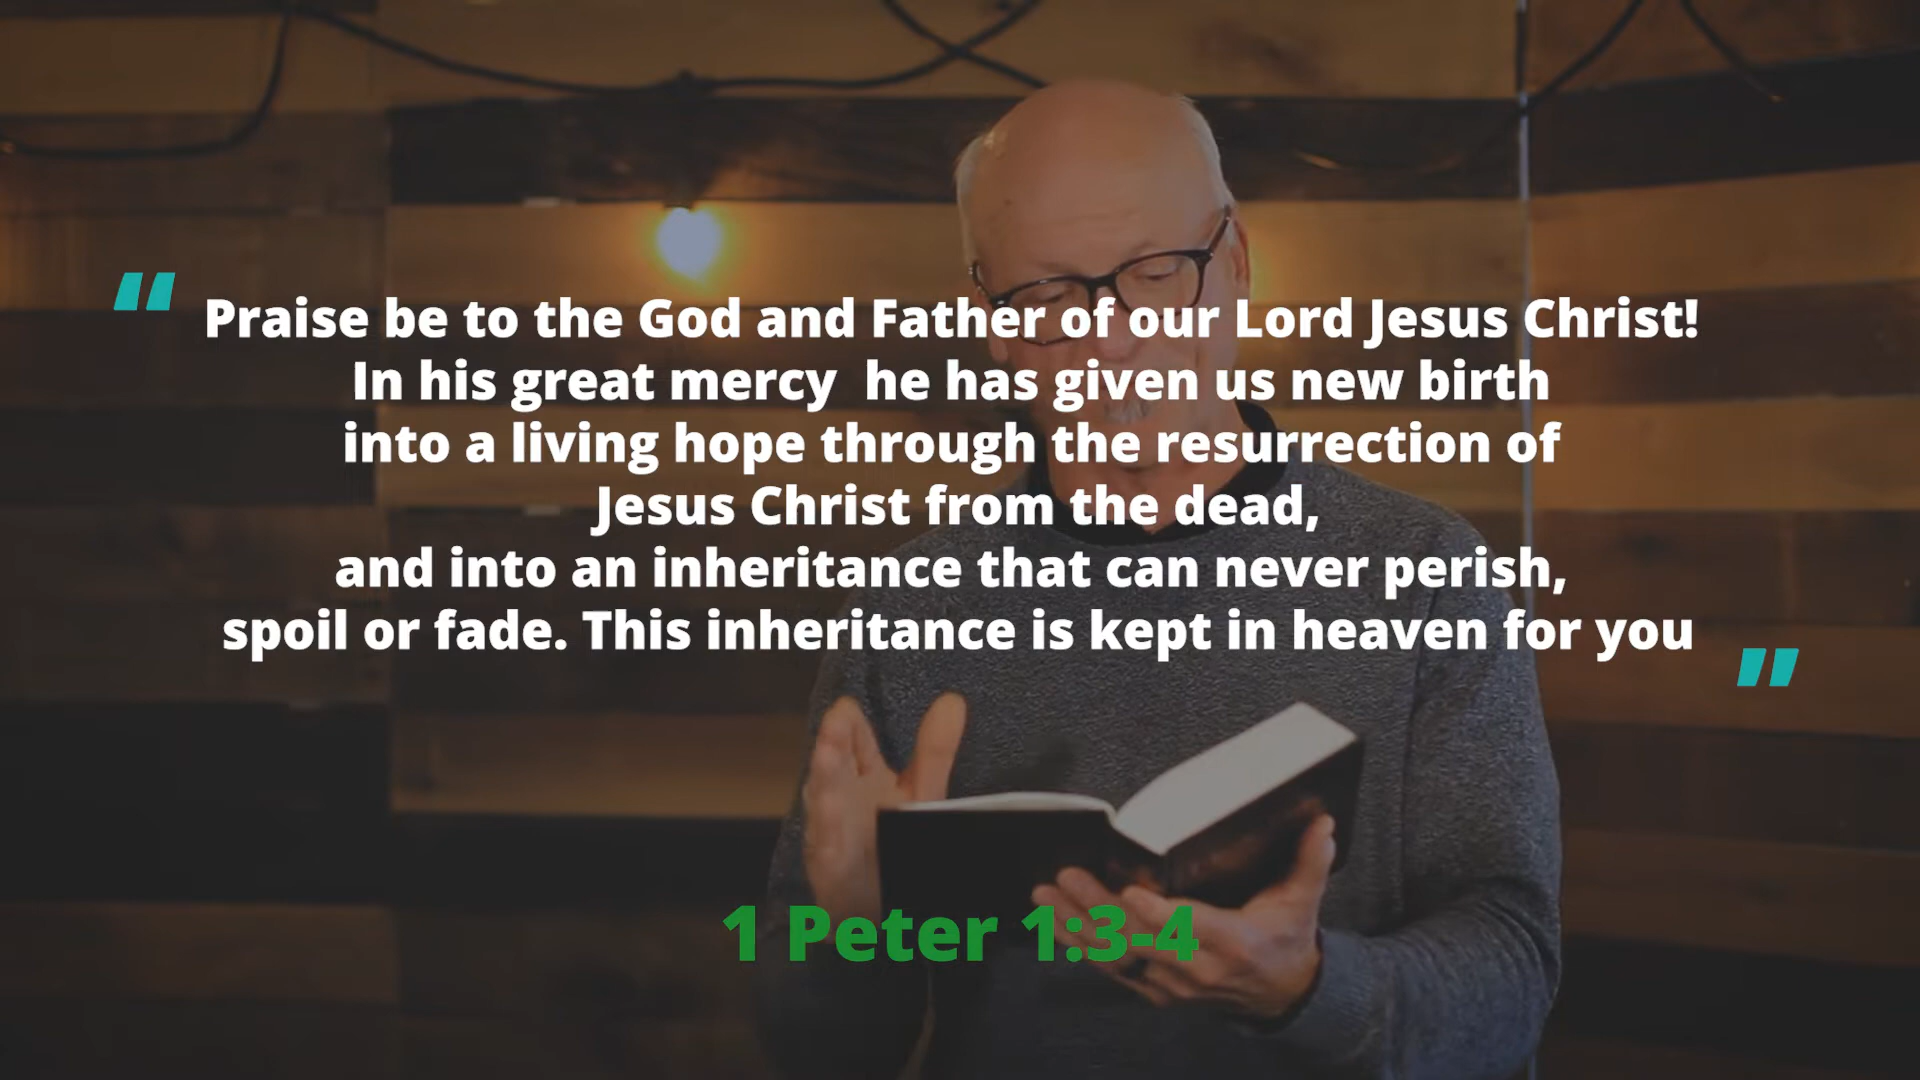 “ Praise be to the God and Father of our Lord Jesus Christ!
In his great mercy  he has given us new birth
into a living hope through the resurrection of
Jesus Christ from the dead,
and into an inheritance that can never perish,
spoil or fade. This inheritance is kept in heaven for you "
1 Peter 1:3-4